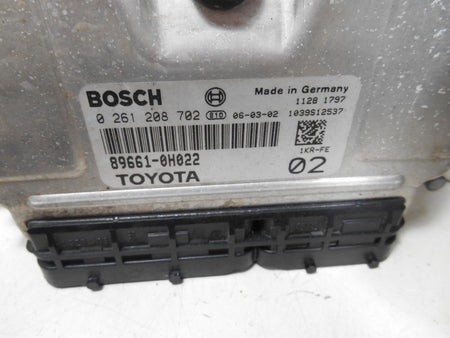 BOSCH
Made in Germany
1128 1797
0 261 208 702 E10 06-03-02 1039S12537
1KR-FE
89661-0H022
TOYOTA
02